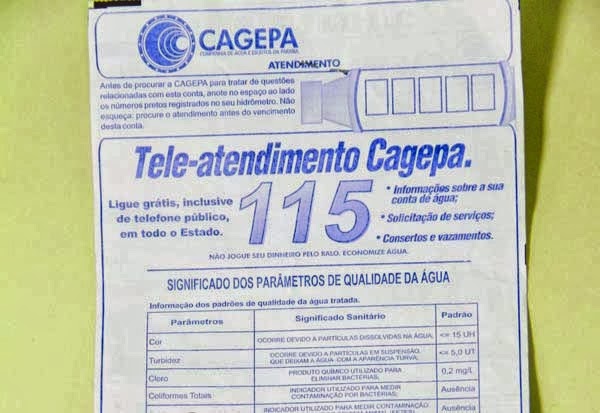 CAGEPA
COMPANHIA DE ÁGUA E ESGOTOS DA PARAÍBA
ATENDIMENTO
Antes de procurar a CAGEPA para tratar de questões
relacionadas com esta conta, anote no espaço ao lado
os números pretos registrados no seu hidrômetro. Não
esqueça: procure o atendimento antes do vencimento
desta conta.
Tele-atendimento Cagepa.
Ligue grátis, inclusive
de telefone público,
em todo o Estado.
115
* Informações sobre a sua
conta de água;
* Solicitação de serviços;
* Consertos e vazamentos.
NÃO JOGUE SEU DINHEIRO PELO RALO. ECONOMIZE ÁGUA.
SIGNIFICADO DOS PARÂMETROS DE QUALIDADE DA ÁGUA
Informação dos padrões de qualidade da água tratada.
Parâmetros Significado Sanitário Padrão
Cor OCORRE DEVIDO A PARTÍCULAS DISSOLVIDAS NA ÁGUA, <= 15 UH
Turbidez OCORRE DEVIDO A PARTÍCULAS EM SUSPENSÃO, <= 5,0 UT
QUE DEIXAM A ÁGUA COM A APARÊNCIA TURVA;
Cloro PRODUTO QUÍMICO UTILIZADO PARA 0,2 mg/L
ELIMINAR BACTÉRIAS;
Coliformes Totais INDICADOR UTILIZADO PARA MEDIR Ausência
CONTAMINAÇÃO POR BACTÉRIAS;
INDICADOR UTILIZADO PARA MEDIR CONTAMINAÇÃO Ausência